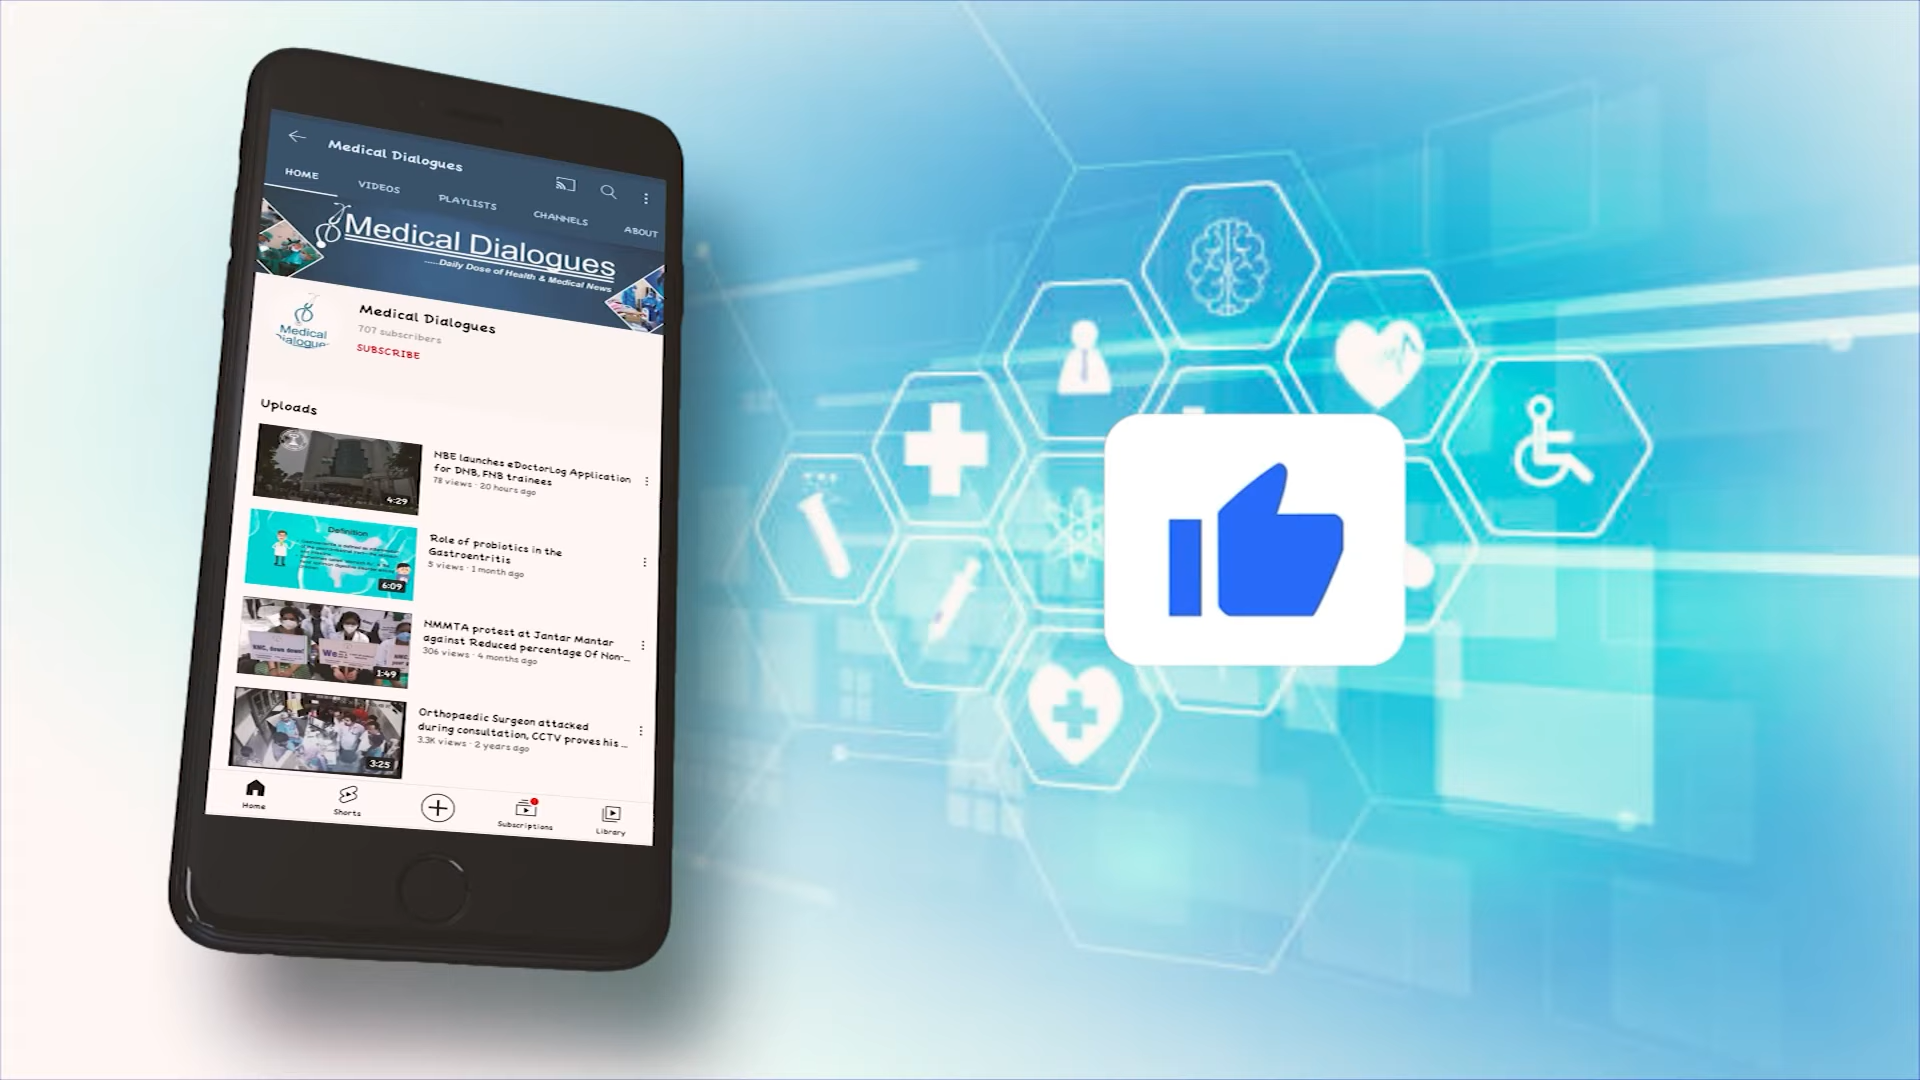 Medical Dialogues
HOME VIDEOS PLAYLISTS CHANNELS ABOUT
Medical Dialogues
.....Daily Dose of Health & Medical News
Medical
Medical Dialogues
707 subscribers
SUBSCRIBE
Uploads
NBE launches eDoctorLog Application
for DNB, FNB trainees
78 views · 20 hours ago
4:29
Definition
Role of probiotics in the
Gastroentritis
5 views · 1 month ago
6:09
NMMTA protest at Jantar Mantar
against Reduced percentage Of Non-...
306 views · 4 months ago
1:49
Orthopaedic Surgeon attacked
during consultation, CCTV proves his ...
3.3K views · 2 years ago
3:25
Home Shorts Subscriptions Library